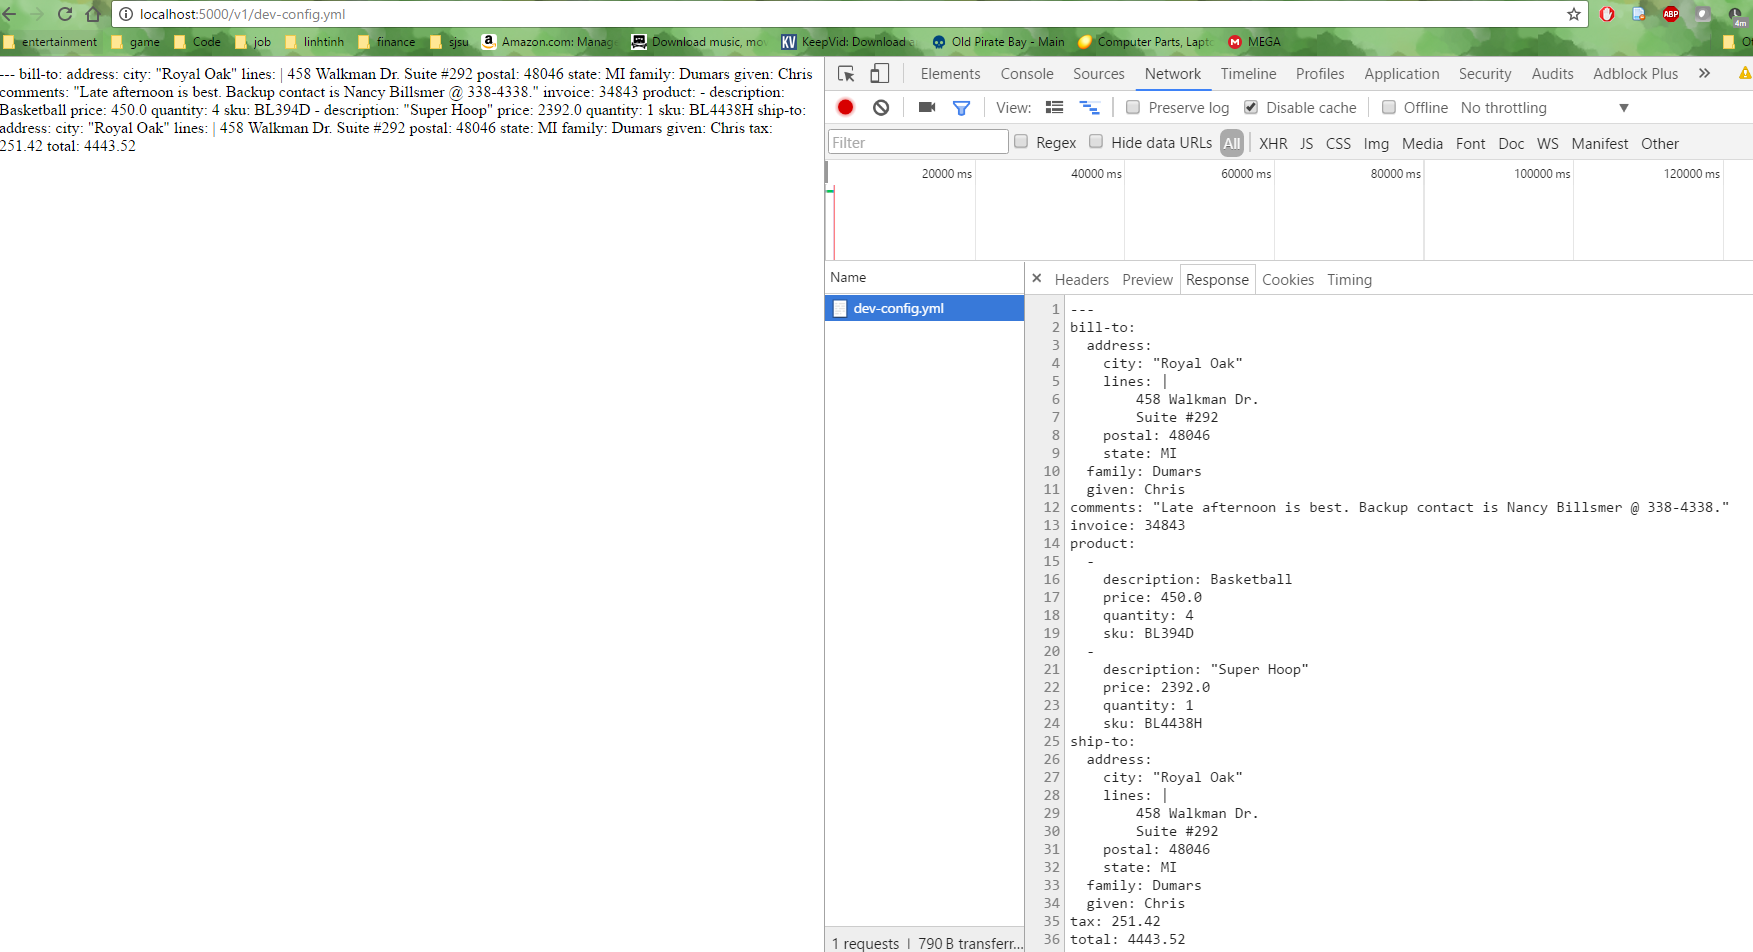 localhost:5000/v1/dev-config.yml
entertainment game Code job linhtinh finance sjsu Amazon.com: Manag Download music, mov KeepVid: Download a Old Pirate Bay - Main Computer Parts, Lapt MEGA
4m
--- bill-to: address: city: "Royal Oak" lines: | 458 Walkman Dr. Suite #292 postal: 48046 state: MI family: Dumars given: Chris
comments: "Late afternoon is best. Backup contact is Nancy Billsmer @ 338-4338." invoice: 34843 product: - description:
Basketball price: 450.0 quantity: 4 sku: BL394D - description: "Super Hoop" price: 2392.0 quantity: 1 sku: BL4438H ship-to:
address: city: "Royal Oak" lines: | 458 Walkman Dr. Suite #292 postal: 48046 state: MI family: Dumars given: Chris tax:
251.42 total: 4443.52
Elements Console Sources Network Timeline Profiles Application Security Audits Adblock Plus »
View: Preserve log Disable cache Offline No throttling
Filter Regex Hide data URLs All XHR JS CSS Img Media Font Doc WS Manifest Other
20000 ms 40000 ms 60000 ms 80000 ms 100000 ms 120000 ms
Name
dev-config.yml
1 requests | 790 B transferr...
× Headers Preview Response Cookies Timing
1 ---
2 bill-to:
3 address:
4 city: "Royal Oak"
5 lines: |
6 458 Walkman Dr.
7 Suite #292
8 postal: 48046
9 state: MI
10 family: Dumars
11 given: Chris
12 comments: "Late afternoon is best. Backup contact is Nancy Billsmer @ 338-4338."
13 invoice: 34843
14 product:
15 -
16 description: Basketball
17 price: 450.0
18 quantity: 4
19 sku: BL394D
20 -
21 description: "Super Hoop"
22 price: 2392.0
23 quantity: 1
24 sku: BL4438H
25 ship-to:
26 address:
27 city: "Royal Oak"
28 lines: |
29 458 Walkman Dr.
30 Suite #292
31 postal: 48046
32 state: MI
33 family: Dumars
34 given: Chris
35 tax: 251.42
36 total: 4443.52